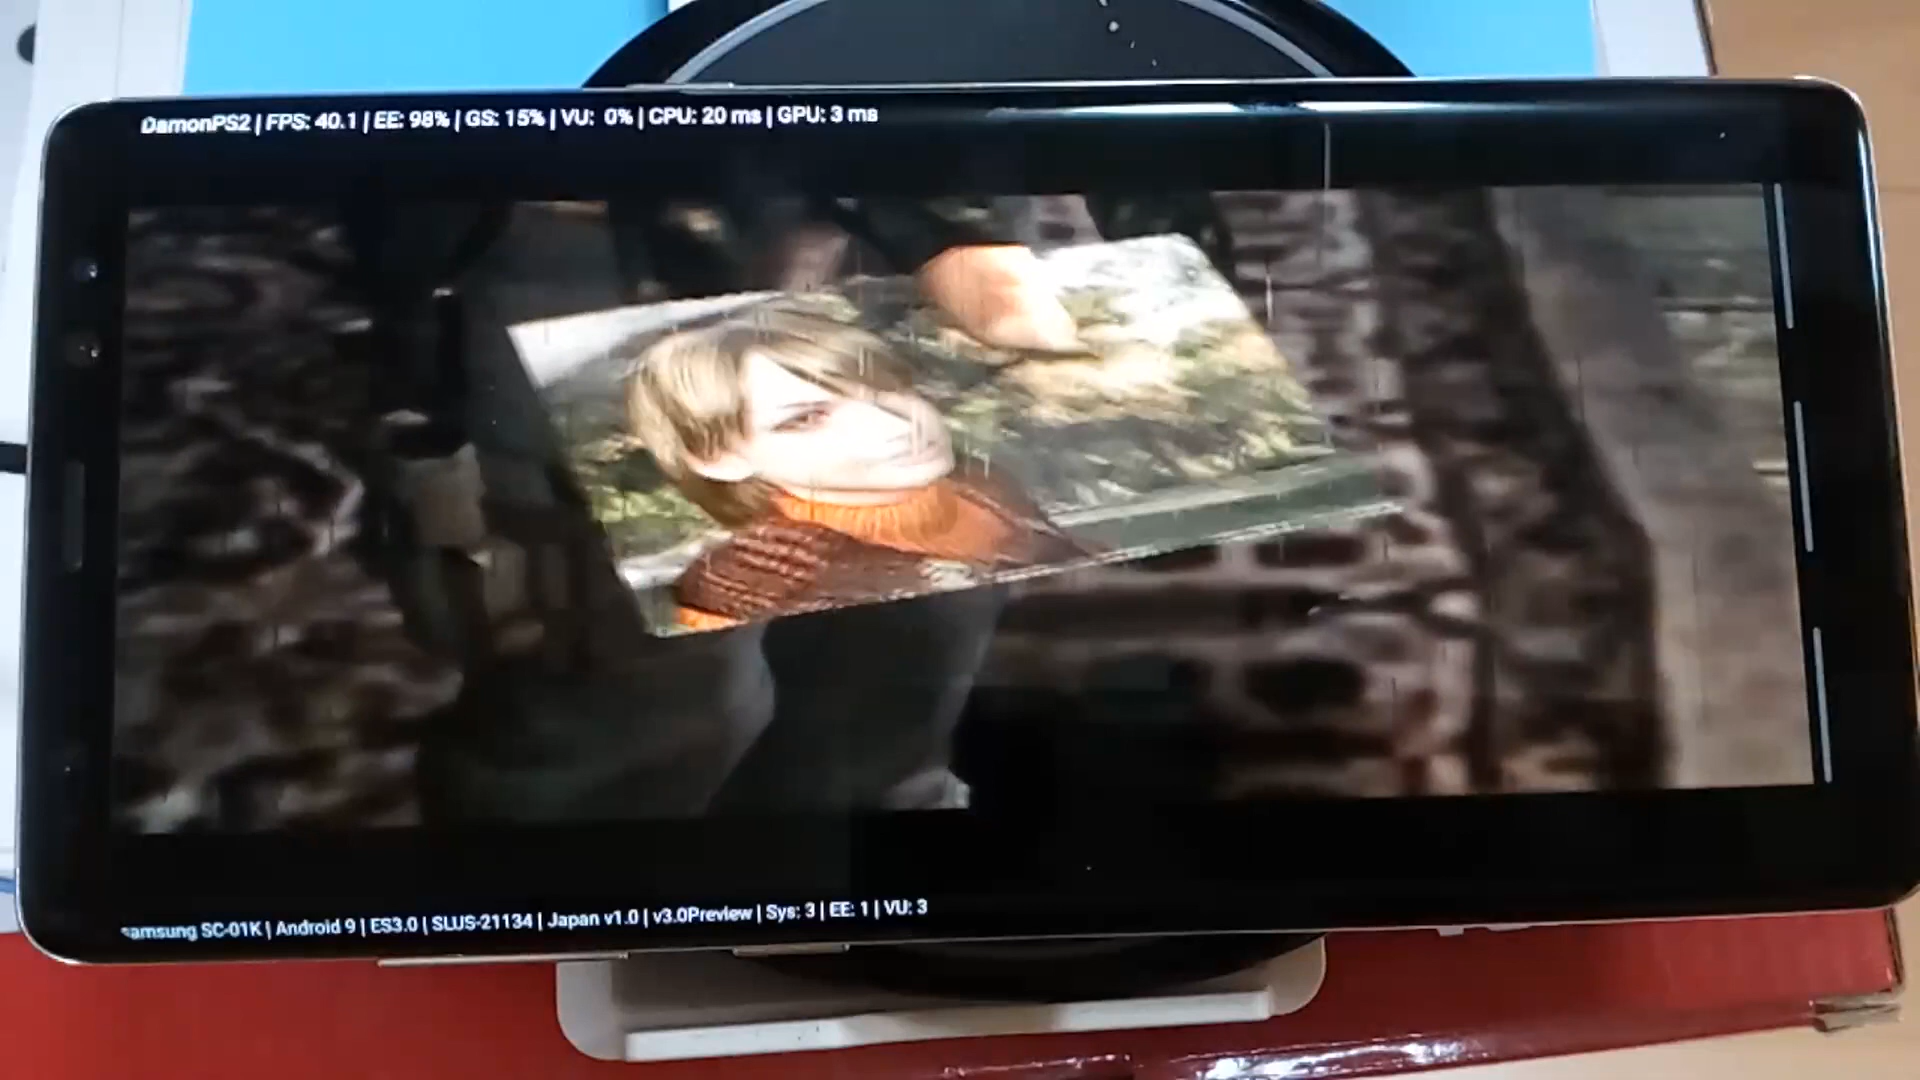 DamonPS2 | FPS: 40.1 | EE: 98% | GS: 15% | VU: 0% | CPU: 20 ms | GPU: 3 ms
samsung SC-01K | Android 9 | ES3.0 | SLUS-21134 | Japan v1.0 | v3.0Preview | Sys: 3 | EE: 1 | VU: 3